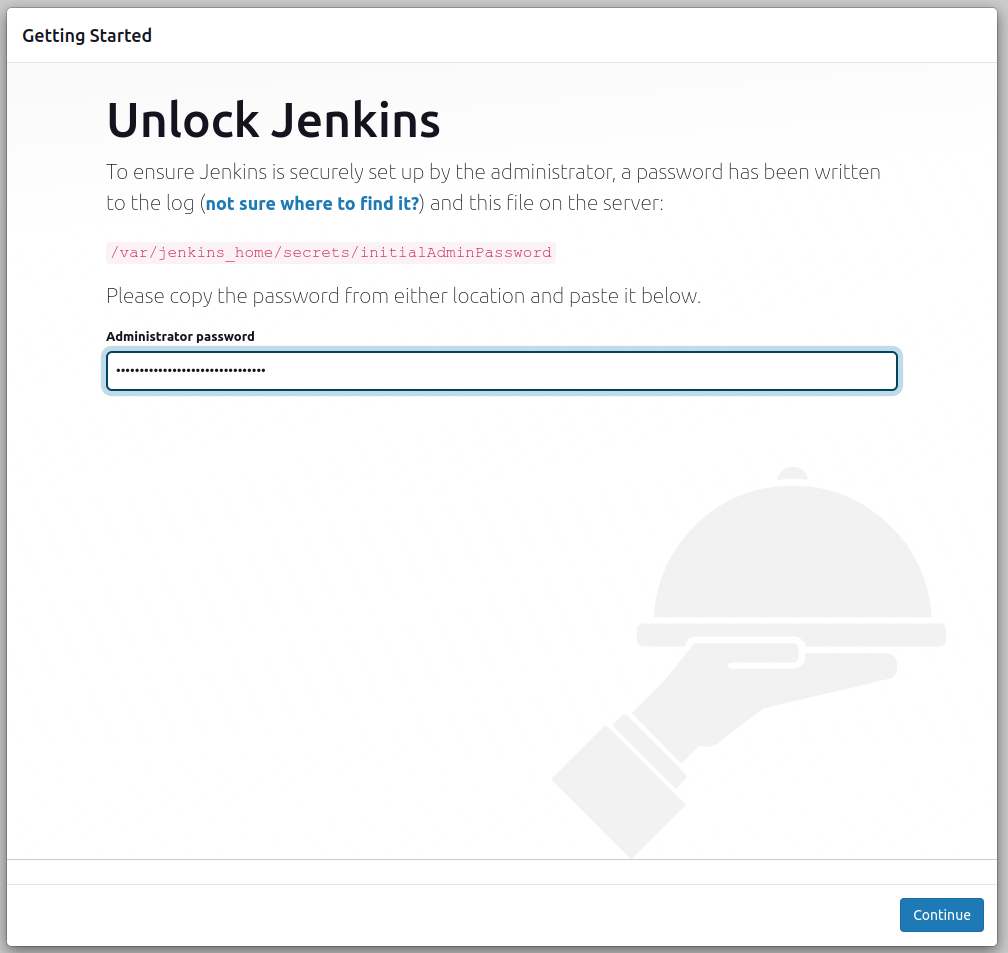 Getting Started
Unlock Jenkins
To ensure Jenkins is securely set up by the administrator, a password has been written
to the log (not sure where to find it?) and this file on the server:
/var/jenkins_home/secrets/initialAdminPassword
Please copy the password from either location and paste it below.
Administrator password
••••••••••••••••••••••••••••••••
Continue